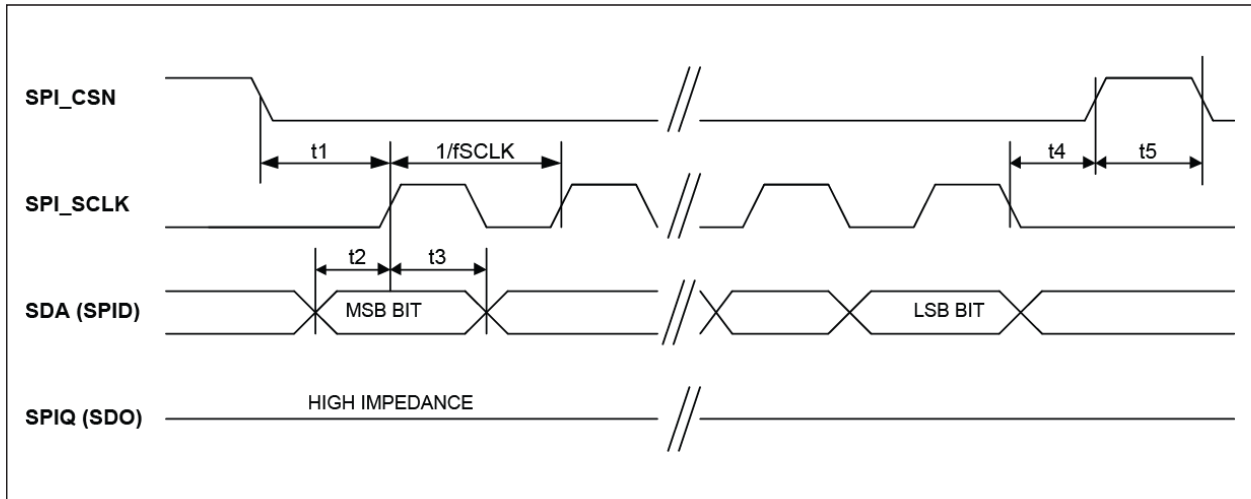 SPI_CSN
t1
1/fSCLK
t4
t5
SPI_SCLK
t2
t3
SDA (SPID)
MSB BIT
LSB BIT
SPIQ (SDO)
HIGH IMPEDANCE